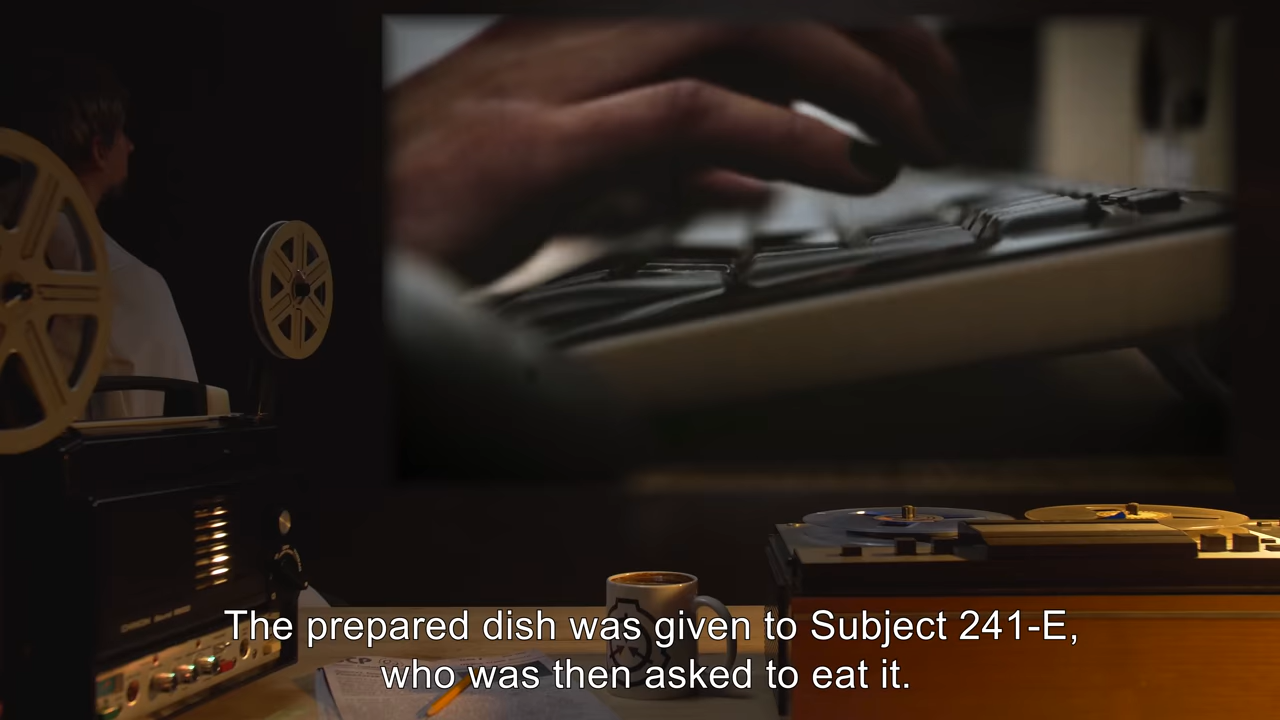 The prepared dish was given to Subject 241-E,
who was then asked to eat it.